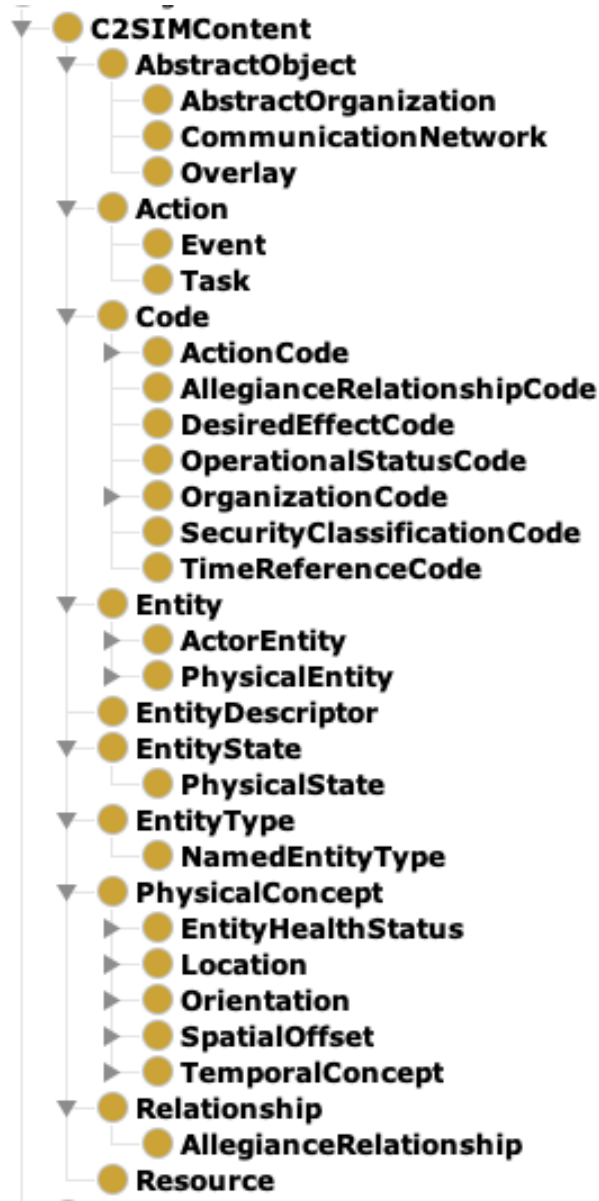 C2SIMContent
AbstractObject
AbstractOrganization
CommunicationNetwork
Overlay
Action
Event
Task
Code
ActionCode
AllegianceRelationshipCode
DesiredEffectCode
OperationalStatusCode
OrganizationCode
SecurityClassificationCode
TimeReferenceCode
Entity
ActorEntity
PhysicalEntity
EntityDescriptor
EntityState
PhysicalState
EntityType
NamedEntityType
PhysicalConcept
EntityHealthStatus
Location
Orientation
SpatialOffset
TemporalConcept
Relationship
AllegianceRelationship
Resource